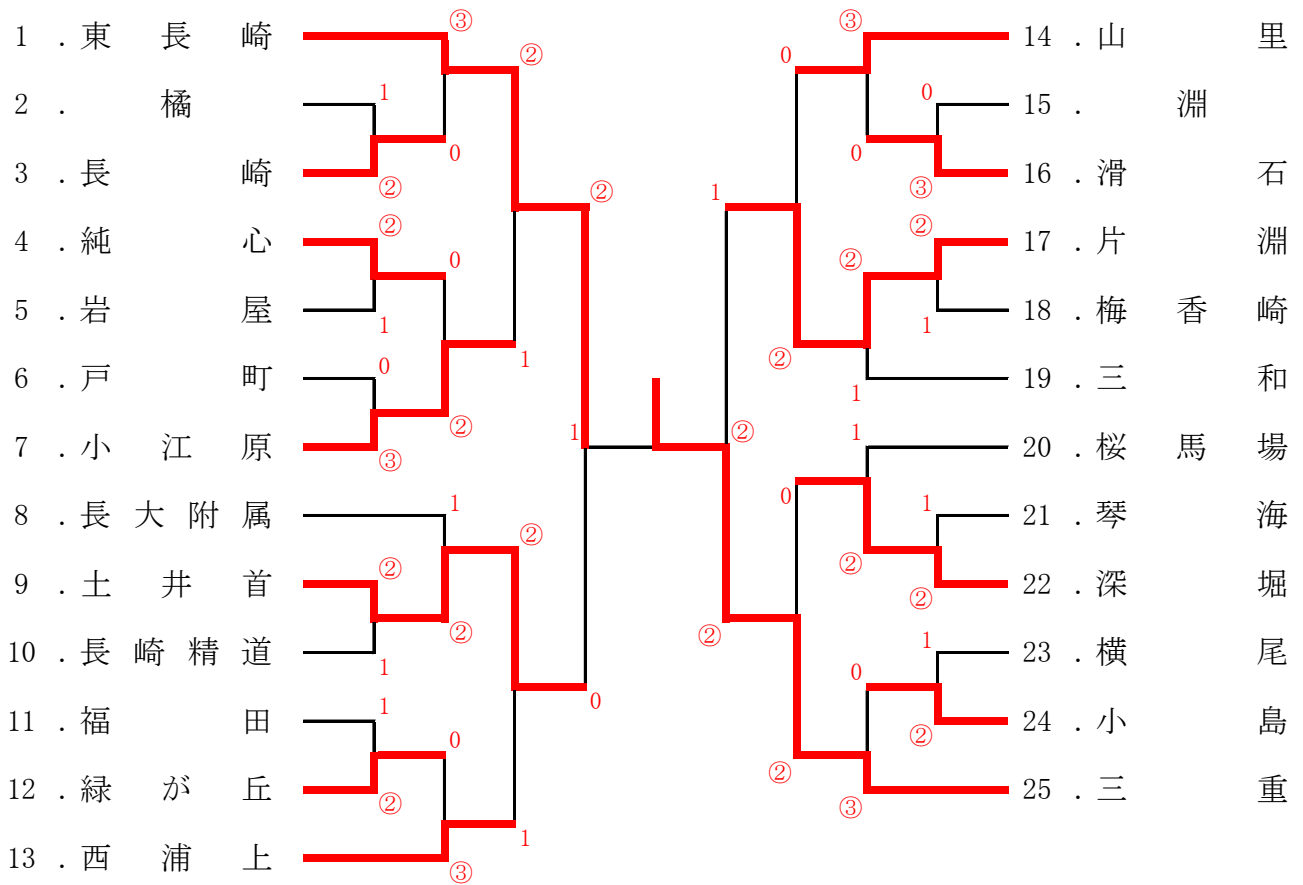 1 . 東長崎
③
②
2 . 橘
1
0
3 . 長崎
②
②
4 . 純心
②
0
5 . 岩屋
1
1
6 . 戸町
0
②
1
7 . 小江原
③
8 . 長大附属
1
②
9 . 土井首
②
②
10 . 長崎精道
1
0
11 . 福田
1
0
12 . 緑が丘
②
1
13 . 西浦上
③
14 . 山里
③
0
15 . 淵
0
0
16 . 滑石
③
1
17 . 片淵
②
②
18 . 梅香崎
1
②
19 . 三和
1
②
20 . 桜馬場
1
0
21 . 琴海
1
②
22 . 深堀
②
②
23 . 横尾
1
0
24 . 小島
②
②
25 . 三重
③